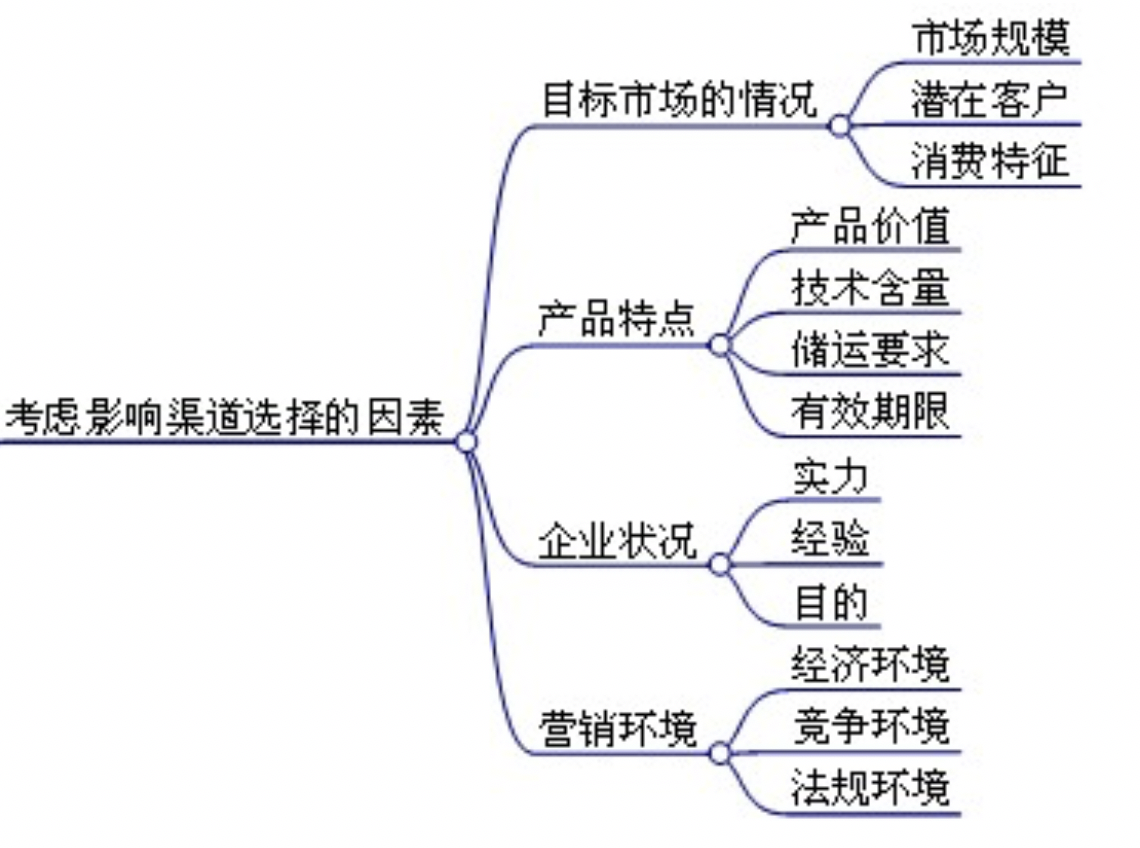 考虑影响渠道选择的因素
目标市场的情况
市场规模
潜在客户
消费特征
产品特点
产品价值
技术含量
储运要求
有效期限
企业状况
实力
经验
目的
营销环境
经济环境
竞争环境
法规环境